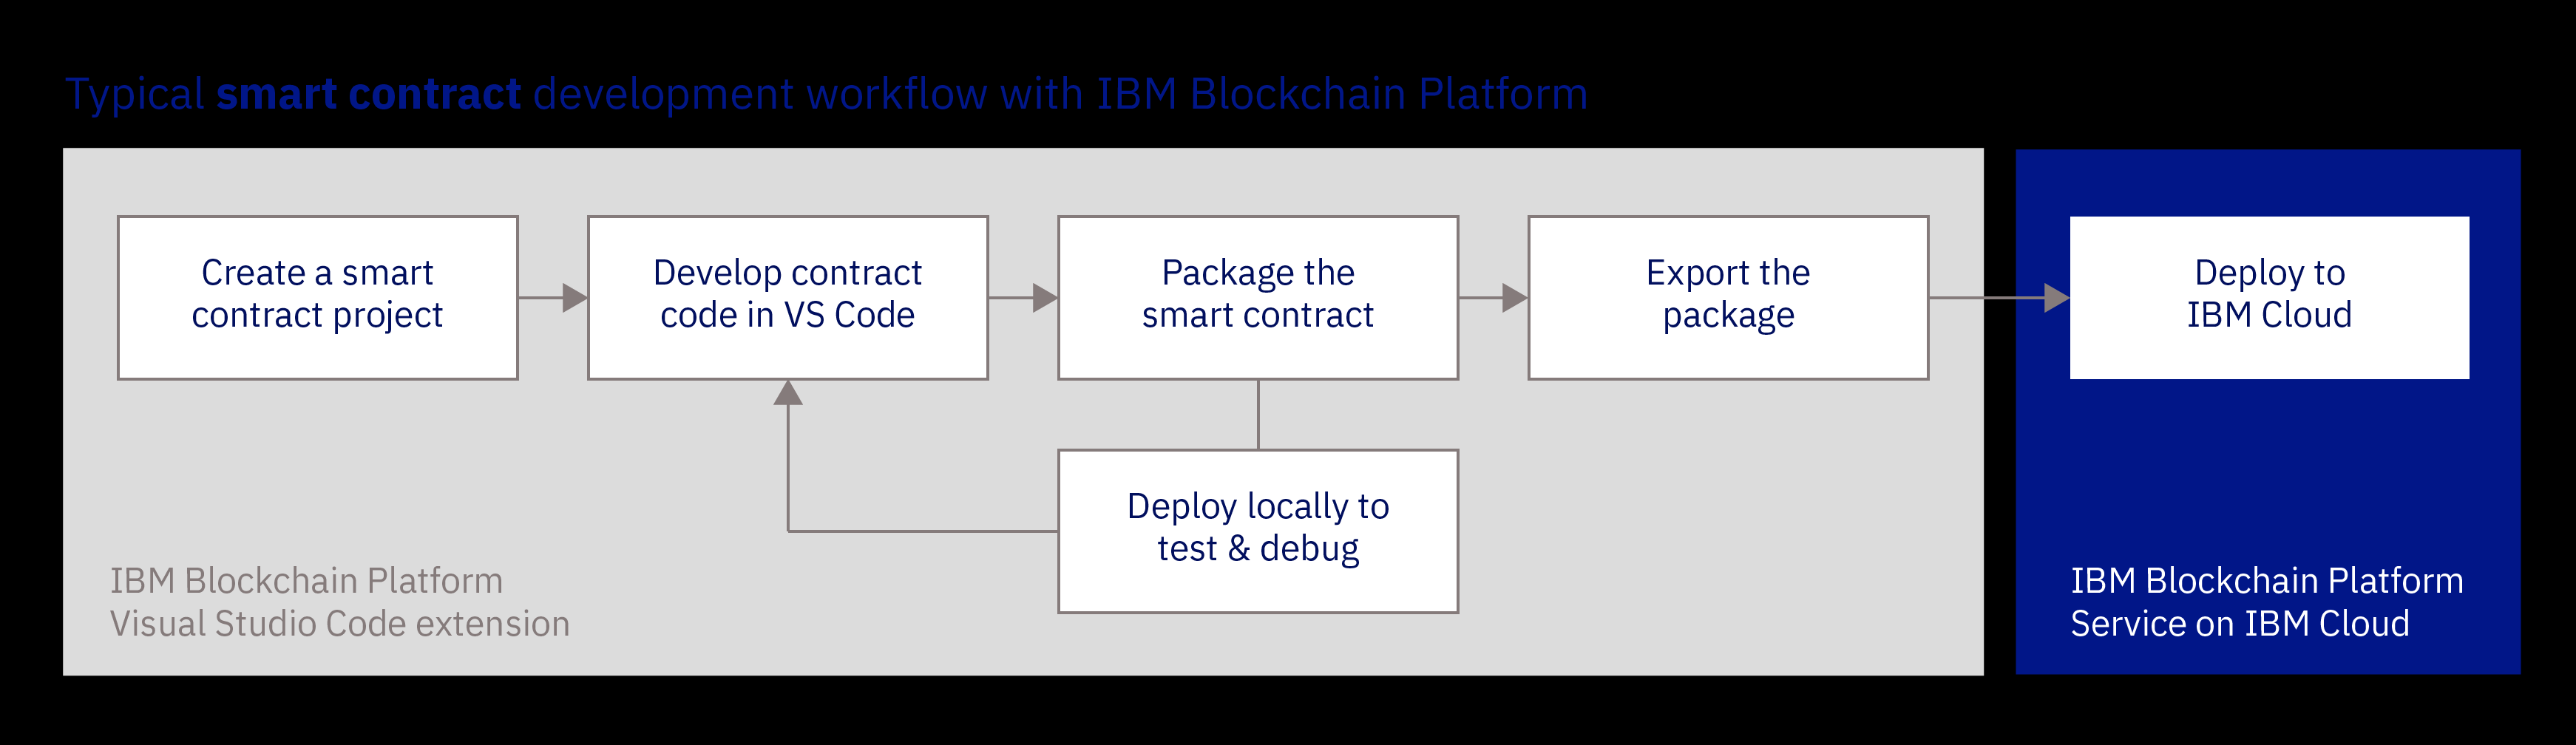 Typical smart contract development workflow with IBM Blockchain Platform
Create a smart
contract project
Develop contract
code in VS Code
Package the
smart contract
Export the
package
Deploy to
IBM Cloud
Deploy locally to
test & debug
IBM Blockchain Platform
Visual Studio Code extension
IBM Blockchain Platform
Service on IBM Cloud